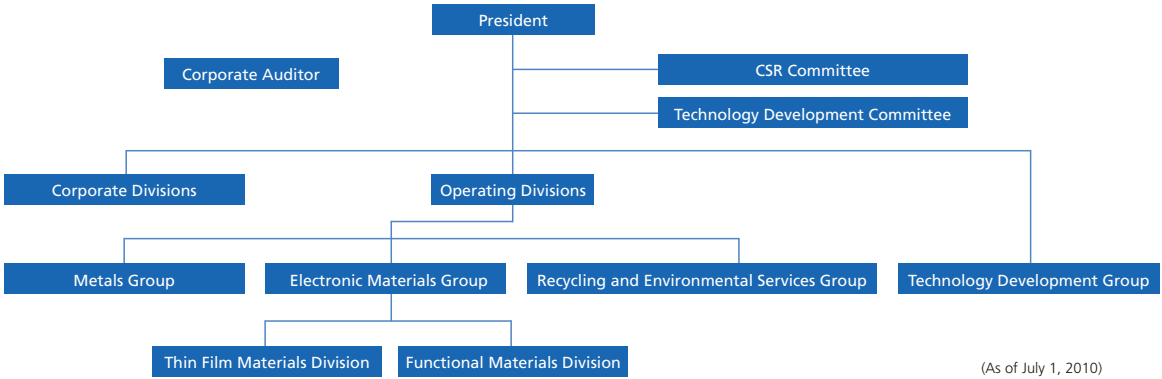 President
Corporate Auditor
CSR Committee
Technology Development Committee
Corporate Divisions
Operating Divisions
Metals Group
Electronic Materials Group
Recycling and Environmental Services Group
Technology Development Group
Thin Film Materials Division
Functional Materials Division
(As of July 1, 2010)